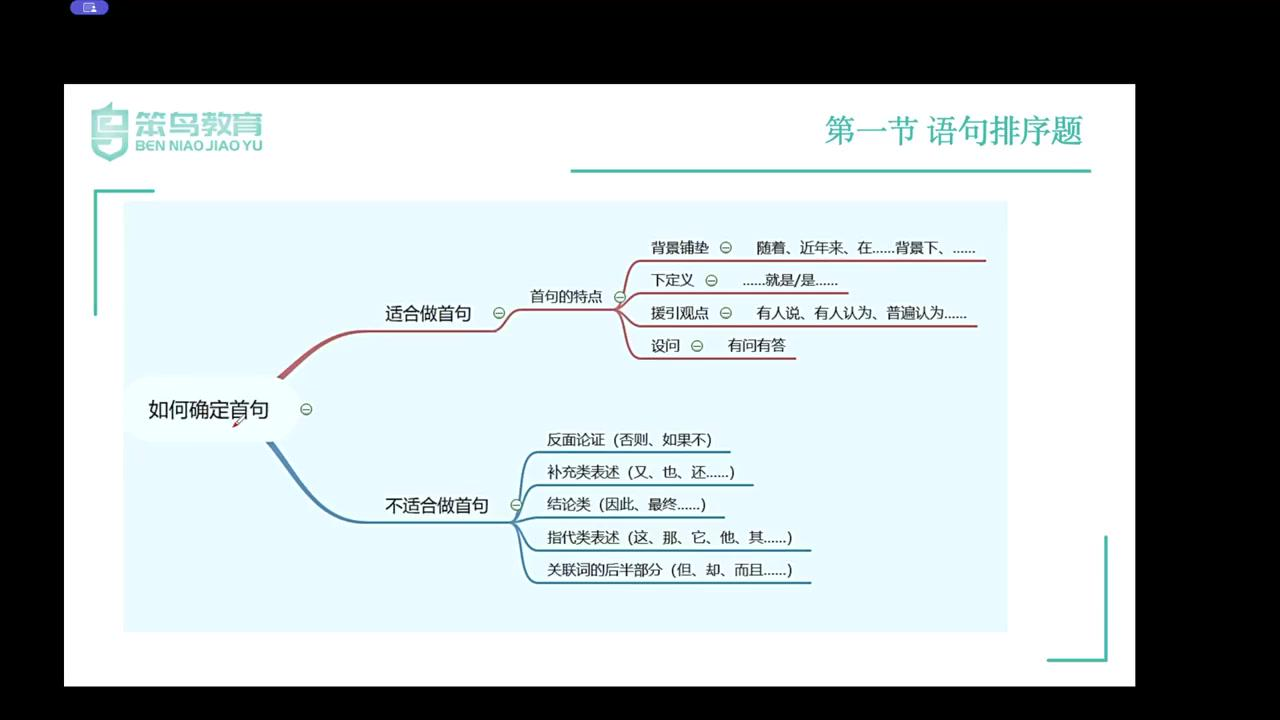 笨鸟教育
BEN NIAO JIAO YU
第一节 语句排序题
如何确定首句
适合做首句
首句的特点
背景铺垫 随着、近年来、在……背景下、……
下定义 ……就是/是……
援引观点 有人说、有人认为、普遍认为……
设问 有问有答
不适合做首句
反面论证（否则、如果不）
补充类表述（又、也、还……）
结论类（因此、最终……）
指代类表述（这、那、它、他、其……）
关联词的后半部分（但、却、而且……）